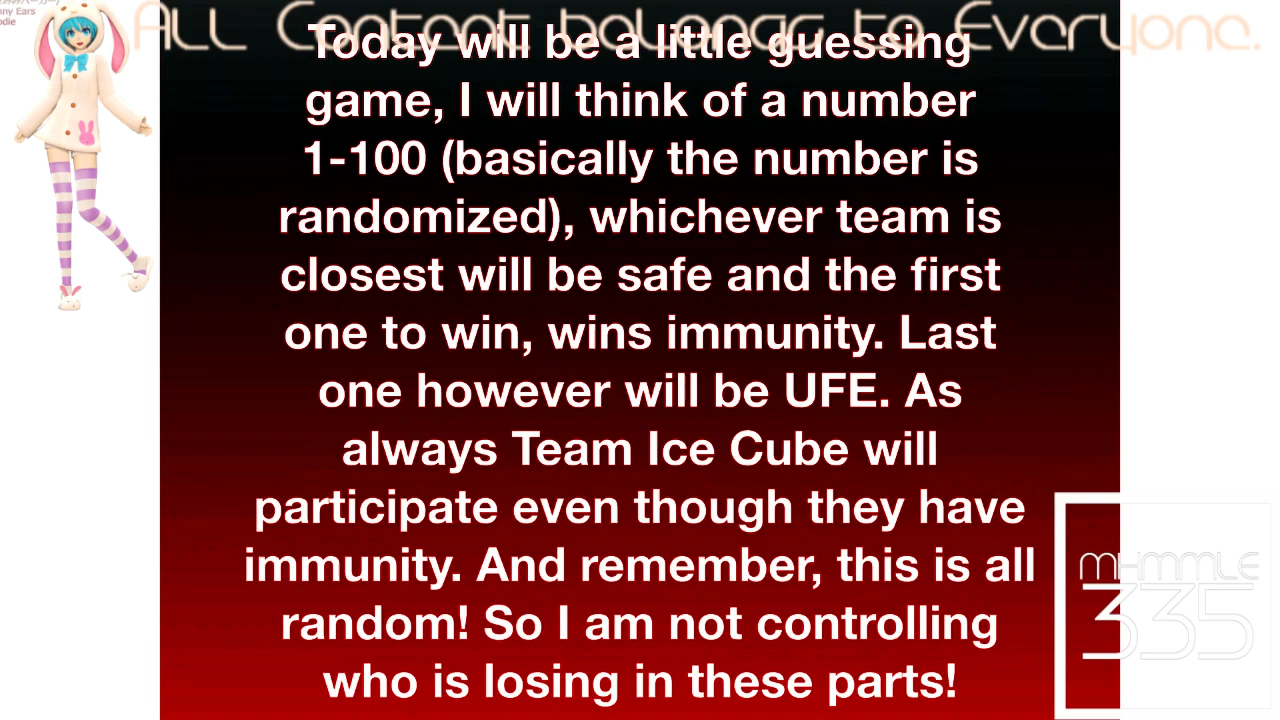 nny Ears
odie
ALL Content belongs to Everyone.
Today will be a little guessing
game, I will think of a number
1-100 (basically the number is
randomized), whichever team is
closest will be safe and the first
one to win, wins immunity. Last
one however will be UFE. As
always Team Ice Cube will
participate even though they have
immunity. And remember, this is all
random! So I am not controlling
who is losing in these parts!
MHMMLE
335